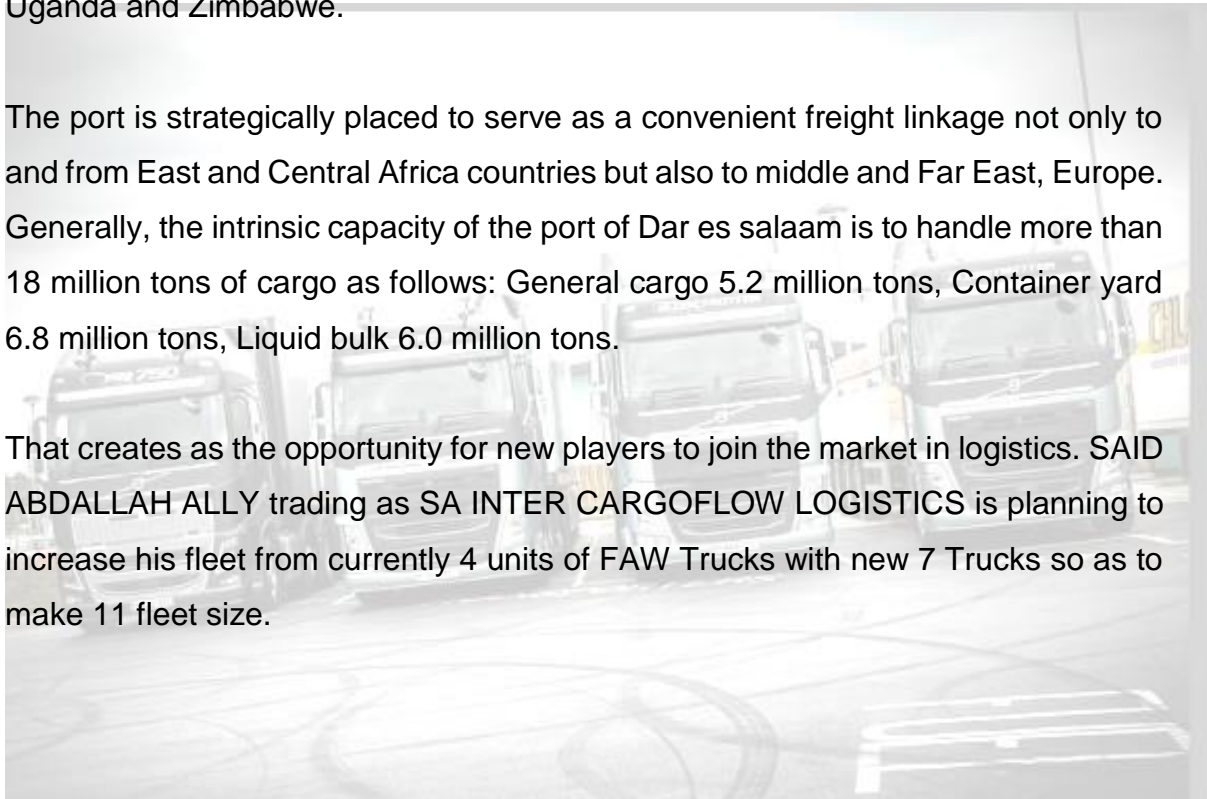 Uganda and Zimbabwe.
The port is strategically placed to serve as a convenient freight linkage not only to
and from East and Central Africa countries but also to middle and Far East, Europe.
Generally, the intrinsic capacity of the port of Dar es salaam is to handle more than
18 million tons of cargo as follows: General cargo 5.2 million tons, Container yard
6.8 million tons, Liquid bulk 6.0 million tons.
That creates as the opportunity for new players to join the market in logistics. SAID
ABDALLAH ALLY trading as SA INTER CARGOFLOW LOGISTICS is planning to
increase his fleet from currently 4 units of FAW Trucks with new 7 Trucks so as to
make 11 fleet size.
750